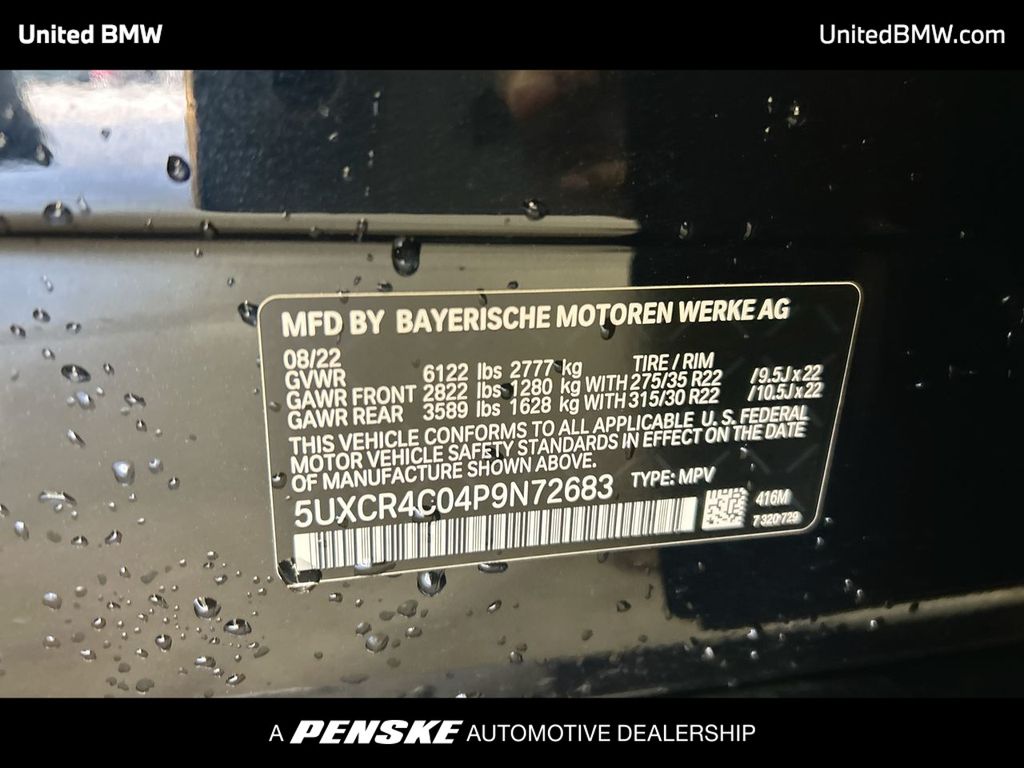 United BMW
UnitedBMW.com
MFD BY BAYERISCHE MOTOREN WERKE AG
08/22 TIRE / RIM
GVWR 6122 lbs 2777 kg
GAWR FRONT 2822 lbs 1280 kg WITH 275/35 R22 /9.5J x 22
GAWR REAR 3589 lbs 1628 kg WITH 315/30 R22 /10.5J x 22
THIS VEHICLE CONFORMS TO ALL APPLICABLE U. S. FEDERAL
MOTOR VEHICLE SAFETY STANDARDS IN EFFECT ON THE DATE
OF MANUFACTURE SHOWN ABOVE.
5UXCR4C04P9N72683 TYPE: MPV
416M
7 320 729
A PENSKE AUTOMOTIVE DEALERSHIP